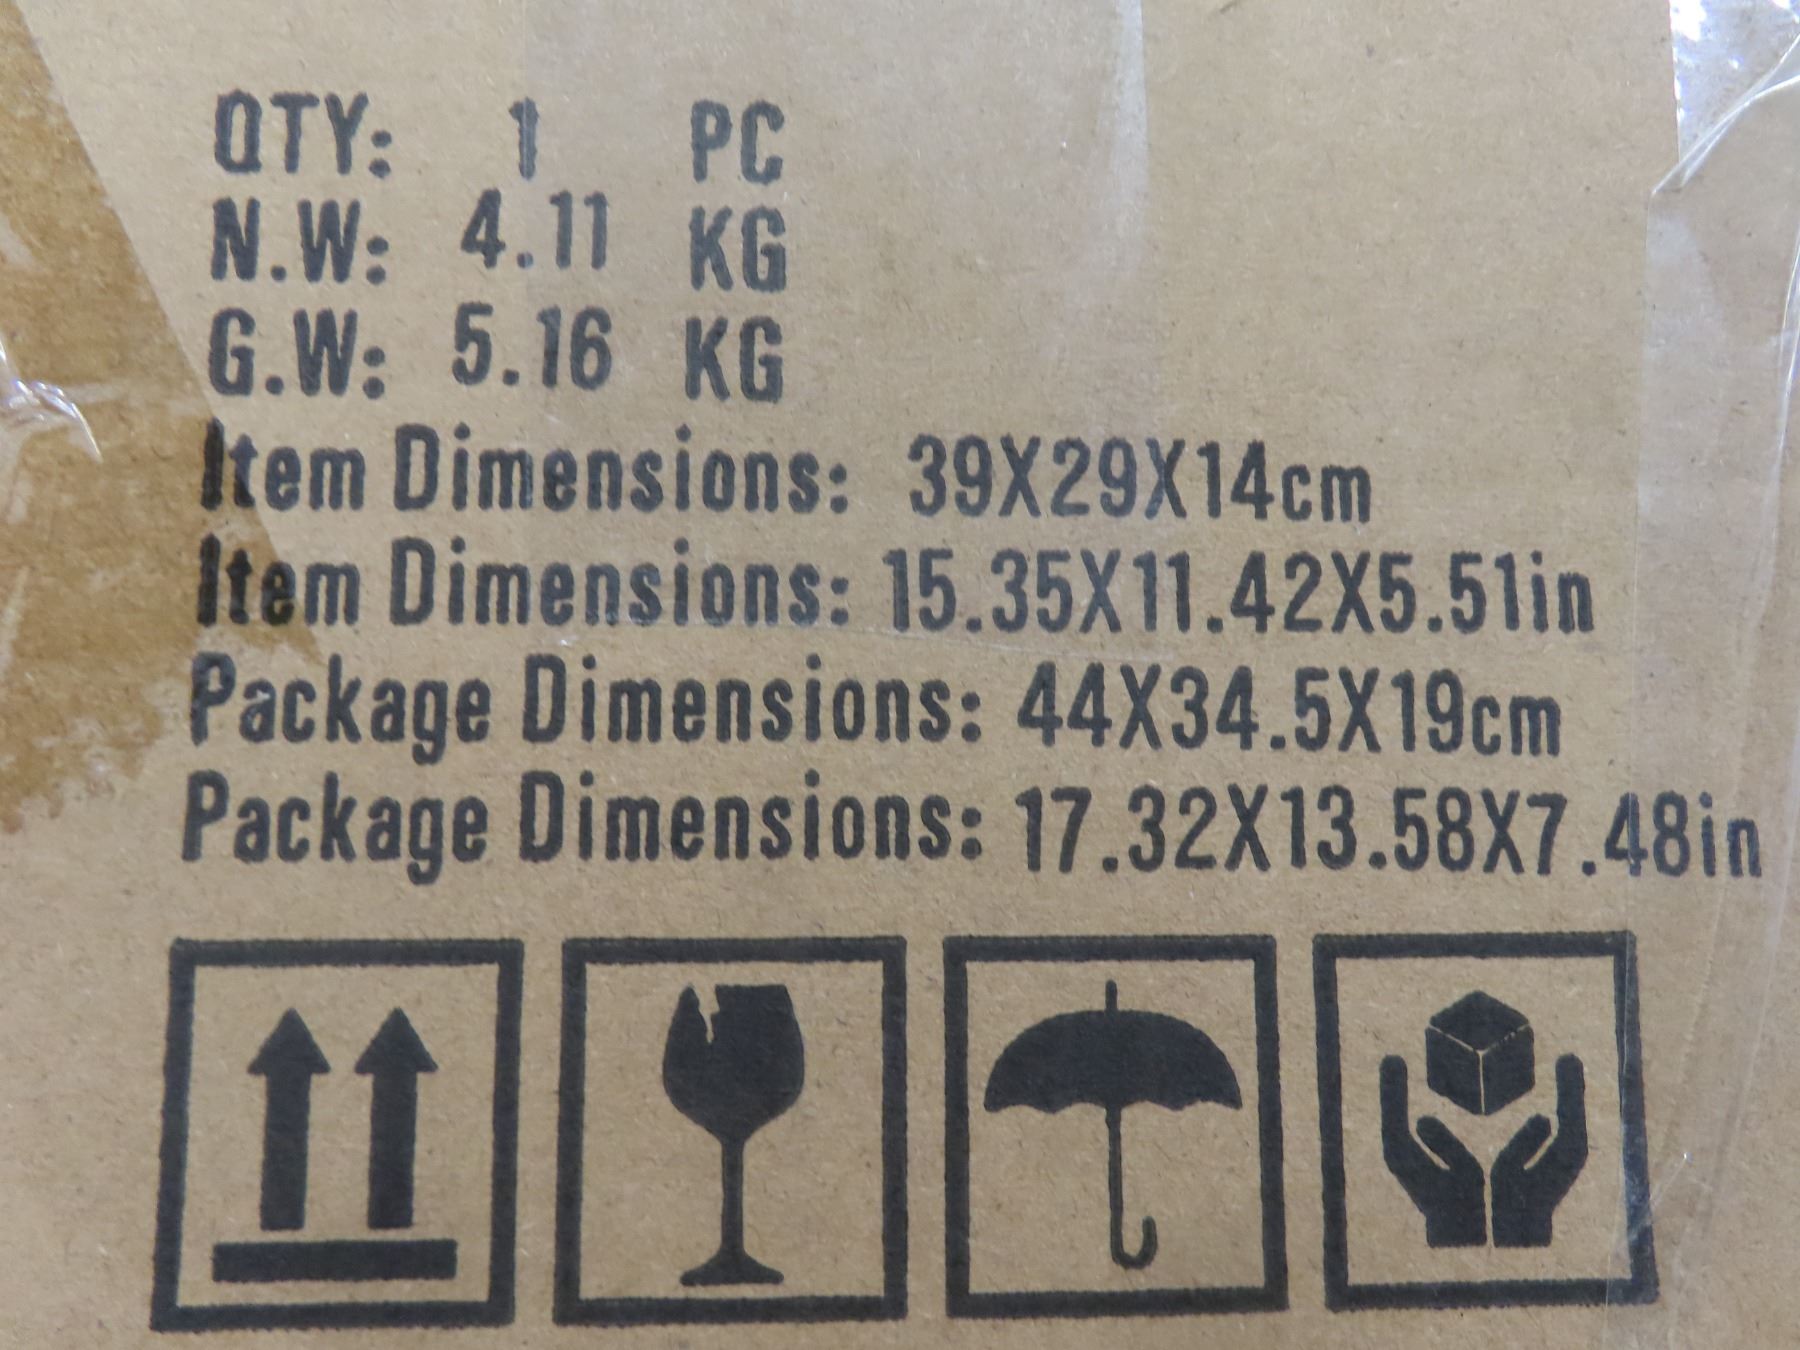 QTY: 1 PC
N.W: 4.11 KG
G.W: 5.16 KG
Item Dimensions: 39X29X14cm
Item Dimensions: 15.35X11.42X5.51in
Package Dimensions: 44X34.5X19cm
Package Dimensions: 17.32X13.58X7.48in